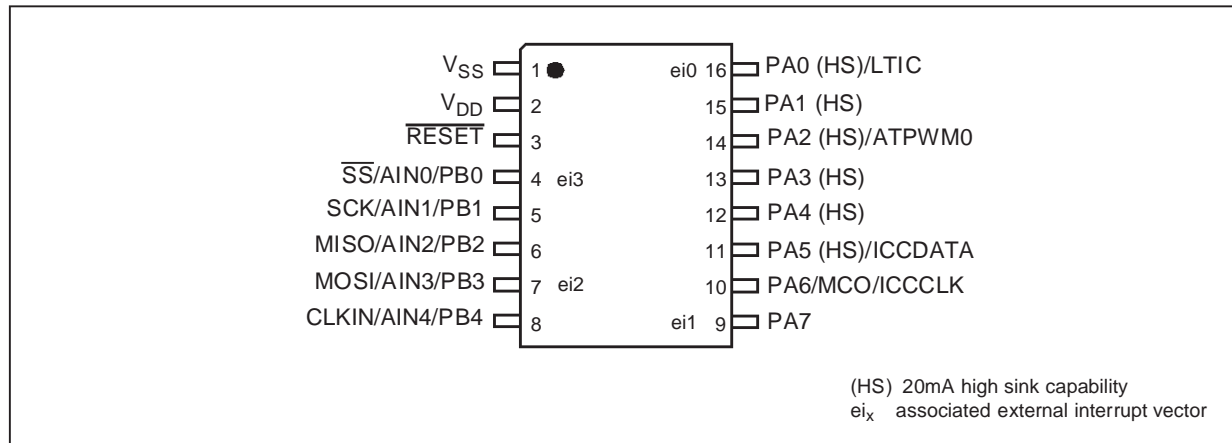 V_SS 1 ei0 16 PA0 (HS)/LTIC
V_DD 2 15 PA1 (HS)
RESET 3 14 PA2 (HS)/ATPWM0
SS/AIN0/PB0 4 ei3 13 PA3 (HS)
SCK/AIN1/PB1 5 12 PA4 (HS)
MISO/AIN2/PB2 6 11 PA5 (HS)/ICCDATA
MOSI/AIN3/PB3 7 ei2 10 PA6/MCO/ICCCLK
CLKIN/AIN4/PB4 8 ei1 9 PA7
(HS) 20mA high sink capability
ei_x associated external interrupt vector